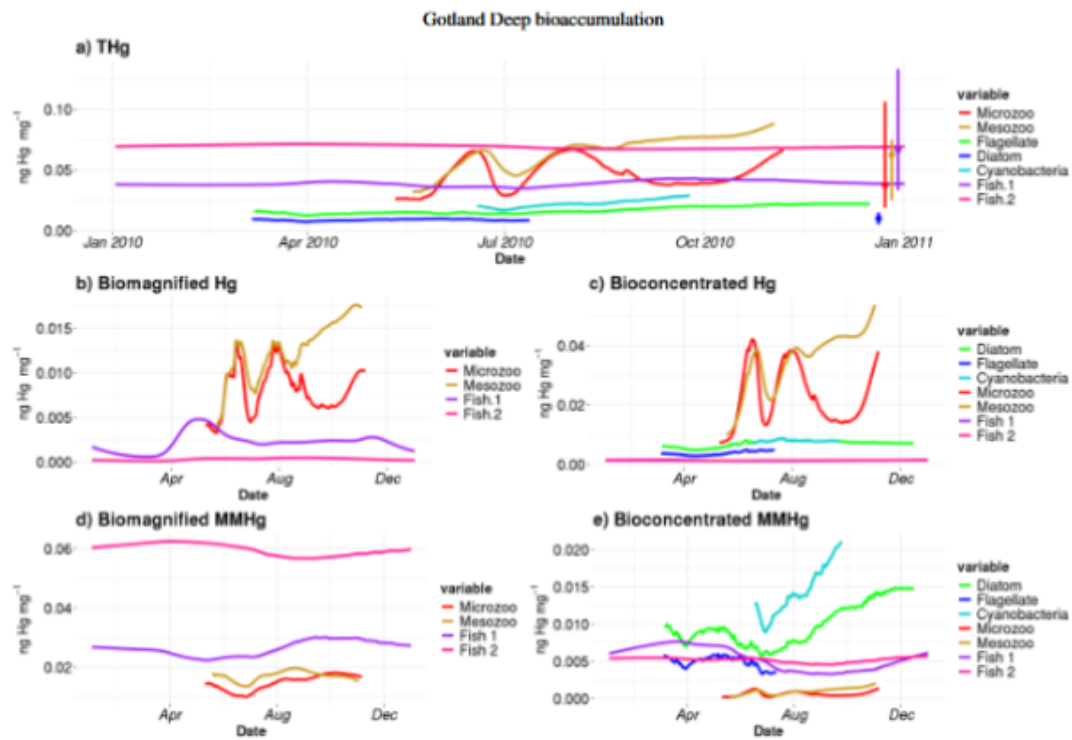 Gotland Deep bioaccumulation
a) THg
ng Hg mg⁻¹
0.10
0.05
0.00
Jan 2010
Apr 2010
Jul 2010
Oct 2010
Jan 2011
Date
variable
Microzoo
Mesozoo
Flagellate
Diatom
Cyanobacteria
Fish.1
Fish.2
b) Biomagnified Hg
ng Hg mg⁻¹
0.015
0.010
0.005
0.000
Apr
Aug
Dec
Date
variable
Microzoo
Mesozoo
Fish.1
Fish.2
c) Bioconcentrated Hg
ng Hg mg⁻¹
0.04
0.02
0.00
Apr
Aug
Dec
Date
variable
Diatom
Flagellate
Cyanobacteria
Microzoo
Mesozoo
Fish 1
Fish 2
d) Biomagnified MMHg
ng Hg mg⁻¹
0.06
0.04
0.02
Apr
Aug
Dec
Date
variable
Microzoo
Mesozoo
Fish 1
Fish 2
e) Bioconcentrated MMHg
ng Hg mg⁻¹
0.020
0.015
0.010
0.005
0.000
Apr
Aug
Dec
Date
variable
Diatom
Flagellate
Cyanobacteria
Microzoo
Mesozoo
Fish 1
Fish 2